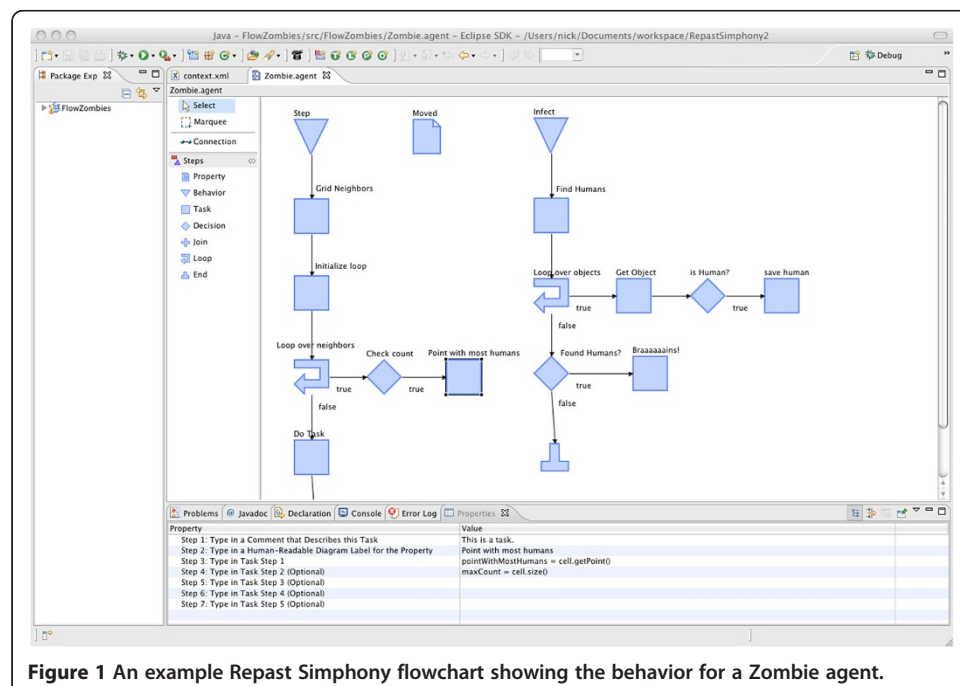 Java - FlowZombies/src/FlowZombies/Zombie.agent - Eclipse SDK - /Users/nick/Documents/workspace/RepastSimphony2
Debug
Package Exp
context.xml
Zombie.agent
Zombie.agent
FlowZombies
Select
Marquee
Connection
Steps
Property
Behavior
Task
Decision
Join
Loop
End
Step
Grid Neighbors
Initialize loop
Loop over neighbors
true
Check count
true
Point with most humans
false
Do Task
Moved
Infect
Find Humans
Loop over objects
true
Get Object
is Human?
true
save human
false
Found Humans?
true
Braaaaaains!
false
Problems @ Javadoc Declaration Console Error Log Properties
Property Value
Step 1: Type in a Comment that Describes this Task This is a task.
Step 2: Type in a Human-Readable Diagram Label for the Property Point with most humans
Step 3: Type in Task Step 1 pointWithMostHumans = cell.getPoint()
Step 4: Type in Task Step 2 (Optional) maxCount = cell.size()
Step 5: Type in Task Step 3 (Optional)
Step 6: Type in Task Step 4 (Optional)
Step 7: Type in Task Step 5 (Optional)
Figure 1 An example Repast Simphony flowchart showing the behavior for a Zombie agent.